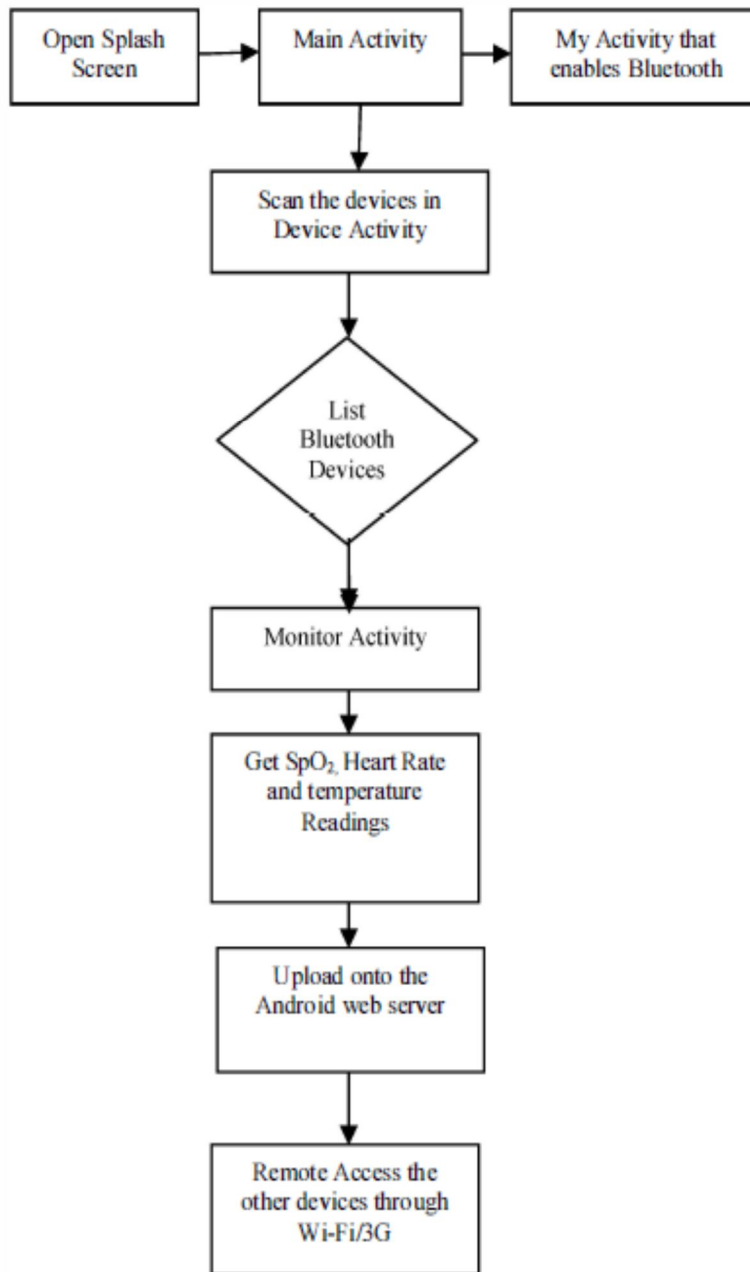 Open Splash
Screen
Main Activity
My Activity that
enables Bluetooth
Scan the devices in
Device Activity
List
Bluetooth
Devices
Monitor Activity
Get SpO₂, Heart Rate
and temperature
Readings
Upload onto the
Android web server
Remote Access the
other devices through
Wi-Fi/3G